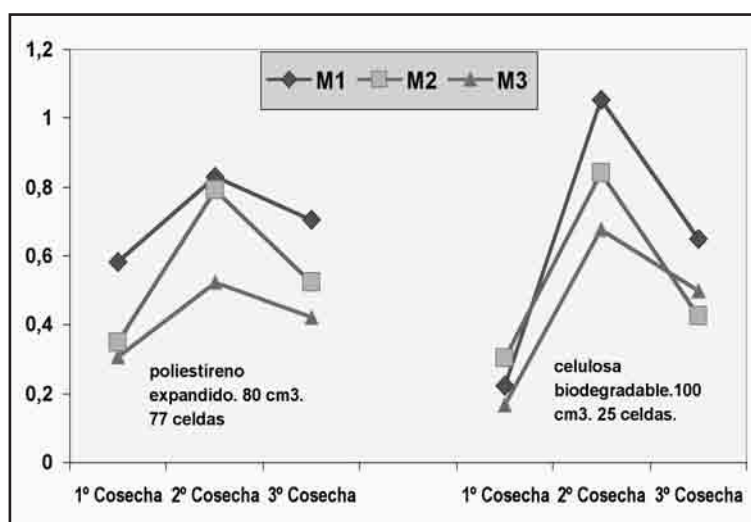 1,2
M1 M2 M3
1
0,8
0,6
0,4
poliestireno
expandido. 80 cm3.
77 celdas
celulosa
biodegradable.100
cm3. 25 celdas.
0,2
0
1º Cosecha 2º Cosecha 3º Cosecha 1º Cosecha 2º Cosecha 3º Cosecha